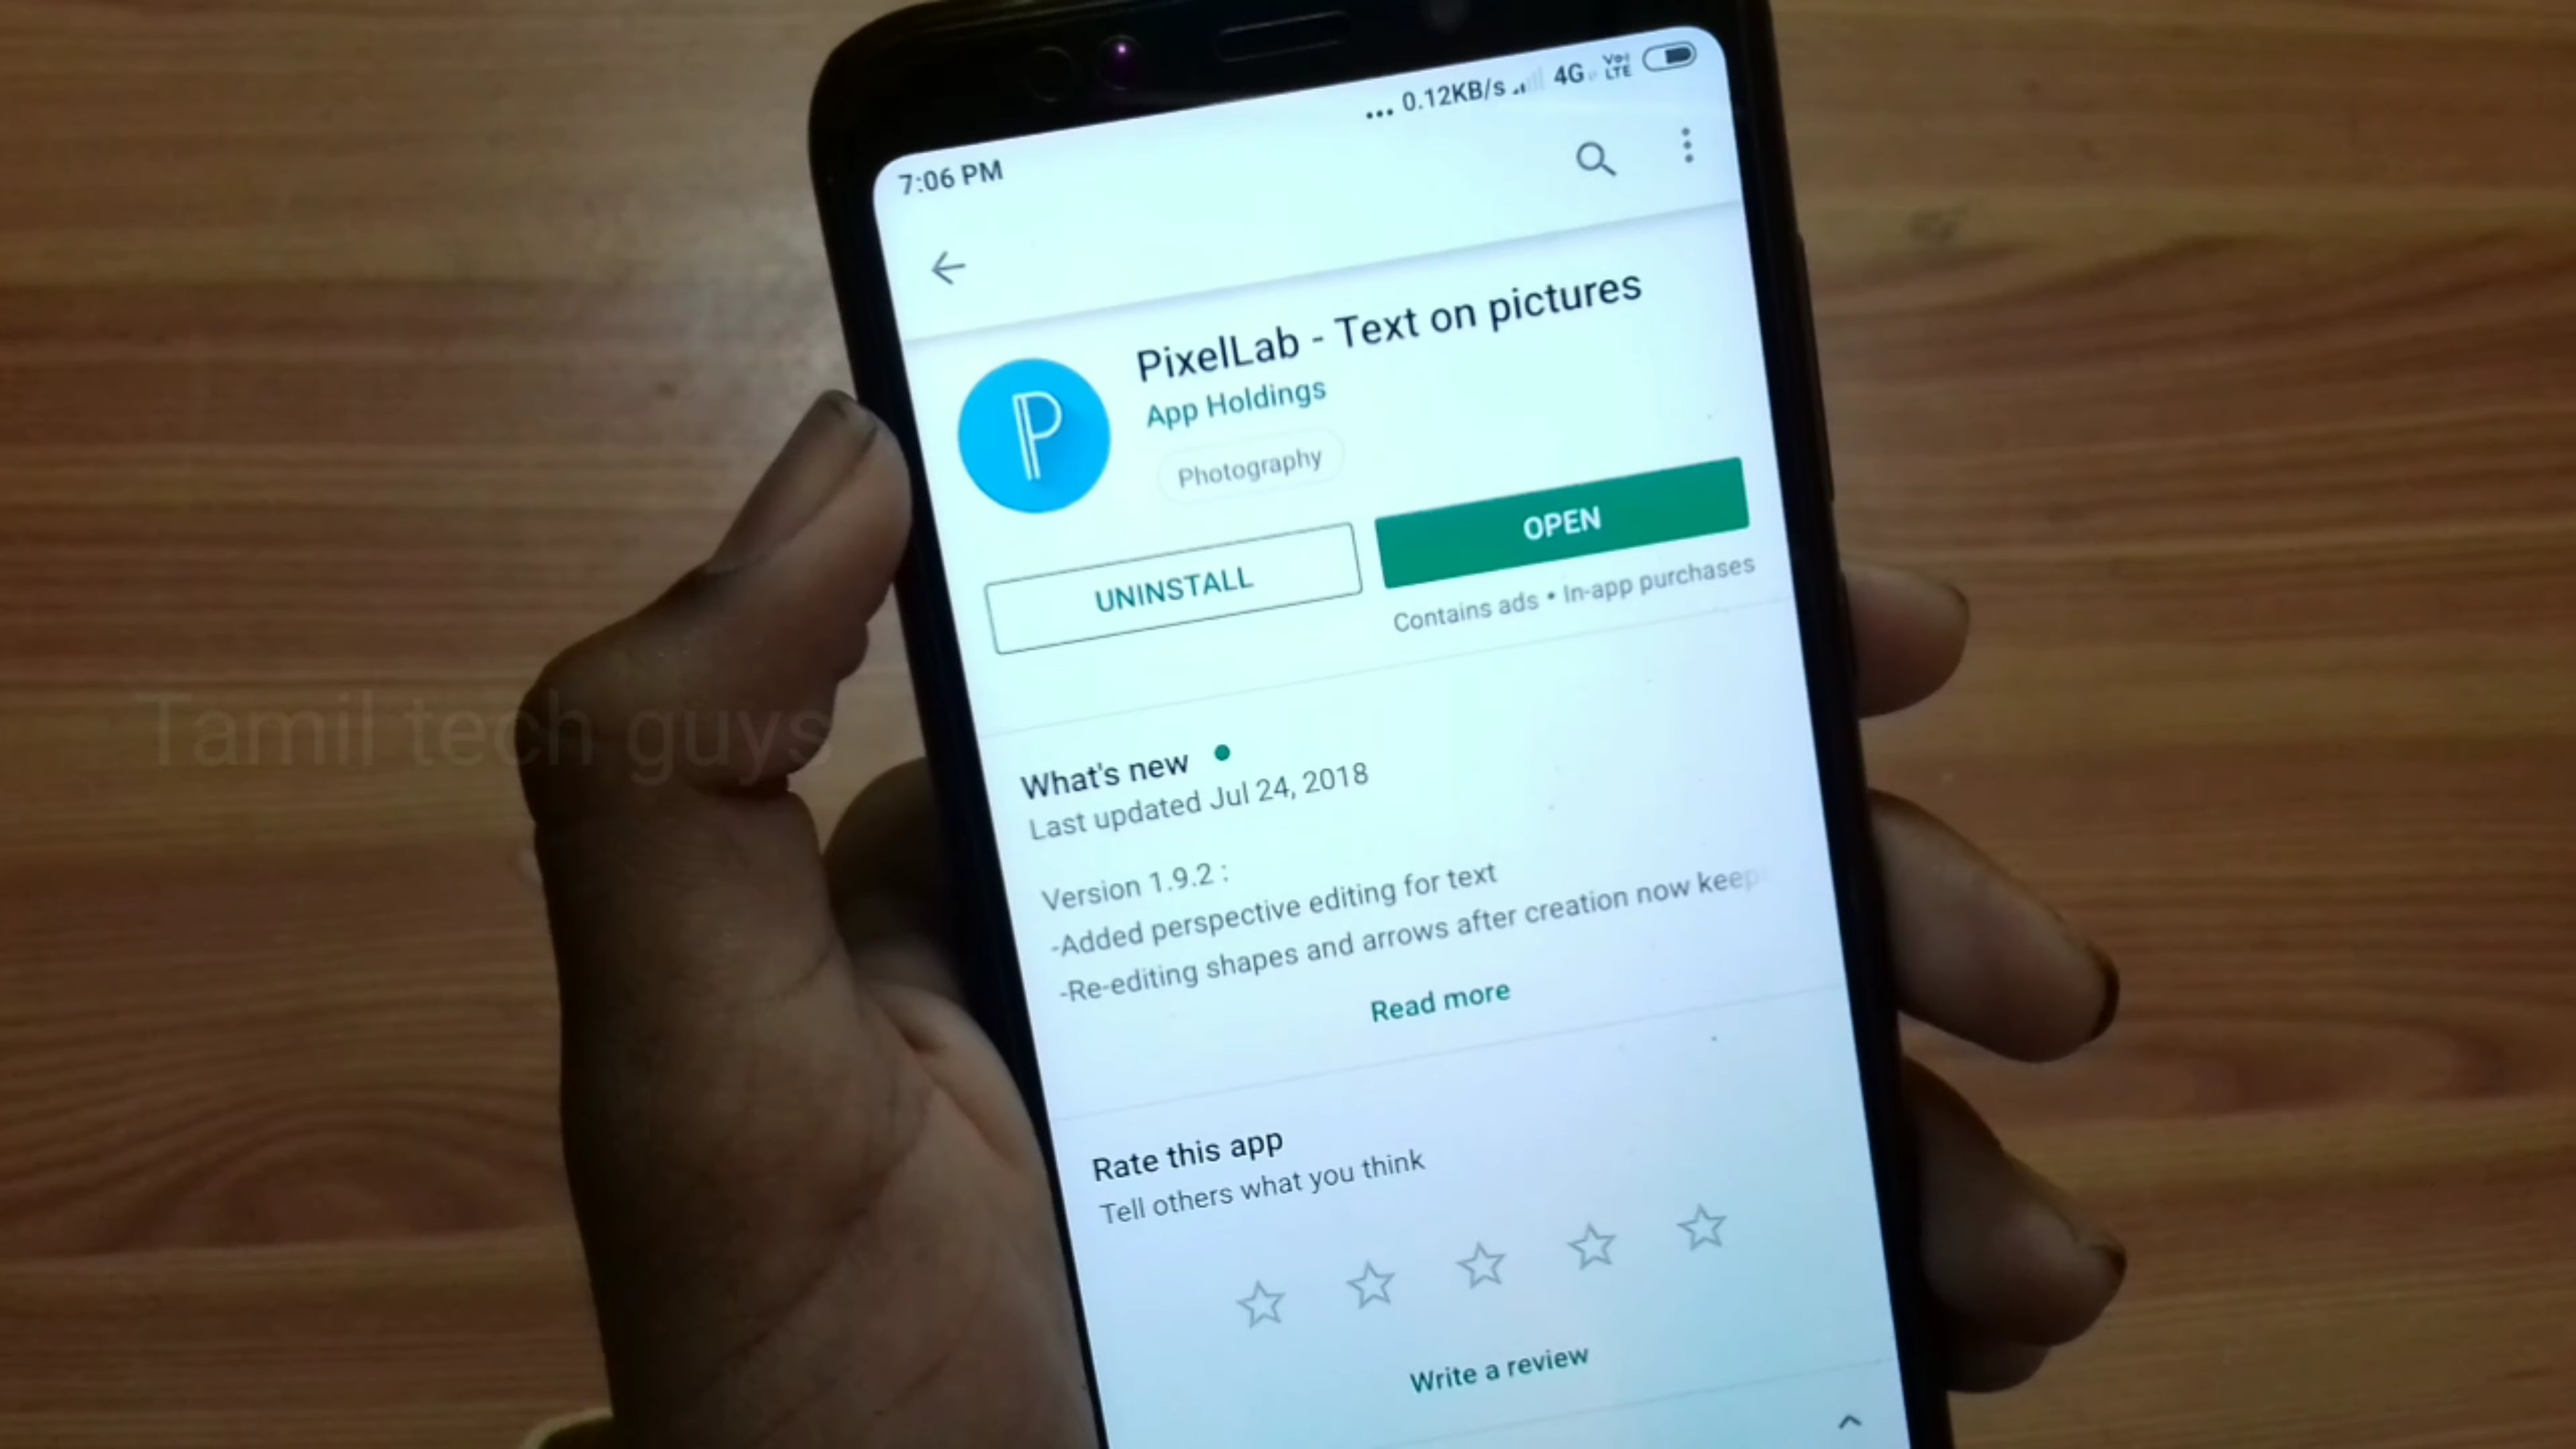 7:06 PM
... 0.12KB/s 4G Vo) LTE
PixelLab - Text on pictures
App Holdings
Photography
UNINSTALL
OPEN
Contains ads • In-app purchases
Tamil tech guys
What's new
Last updated Jul 24, 2018
Version 1.9.2 :
-Added perspective editing for text
-Re-editing shapes and arrows after creation now keep
Read more
Rate this app
Tell others what you think
Write a review